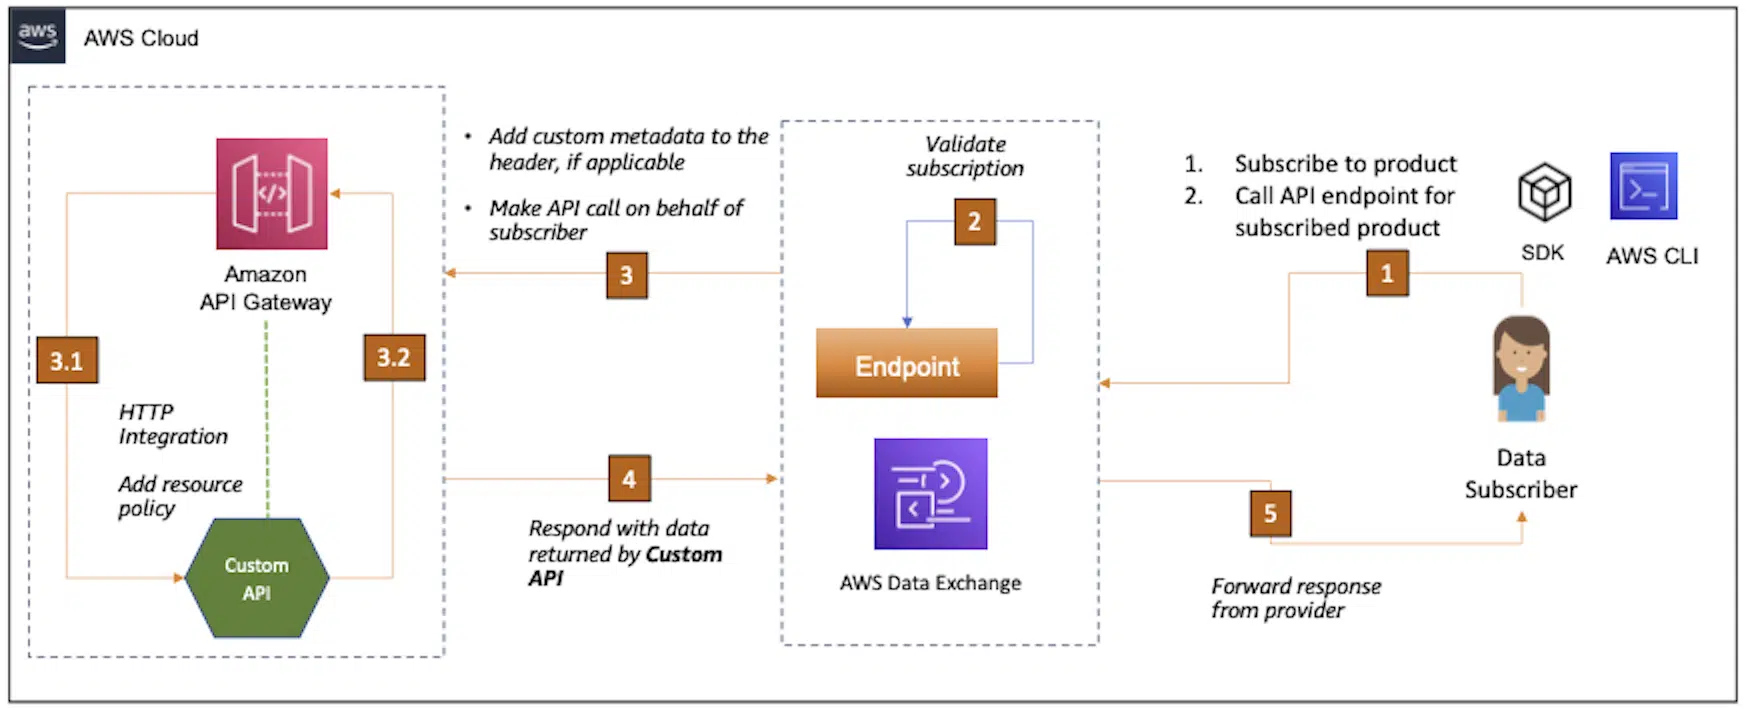 aws
AWS Cloud
Amazon
API Gateway
3.1
3.2
HTTP
Integration
Add resource
policy
Custom
API
• Add custom metadata to the
header, if applicable
• Make API call on behalf of
subscriber
3
4
Respond with data
returned by Custom
API
Validate
subscription
2
Endpoint
AWS Data Exchange
1. Subscribe to product
2. Call API endpoint for
subscribed product
SDK
AWS CLI
1
Data
Subscriber
5
Forward response
from provider